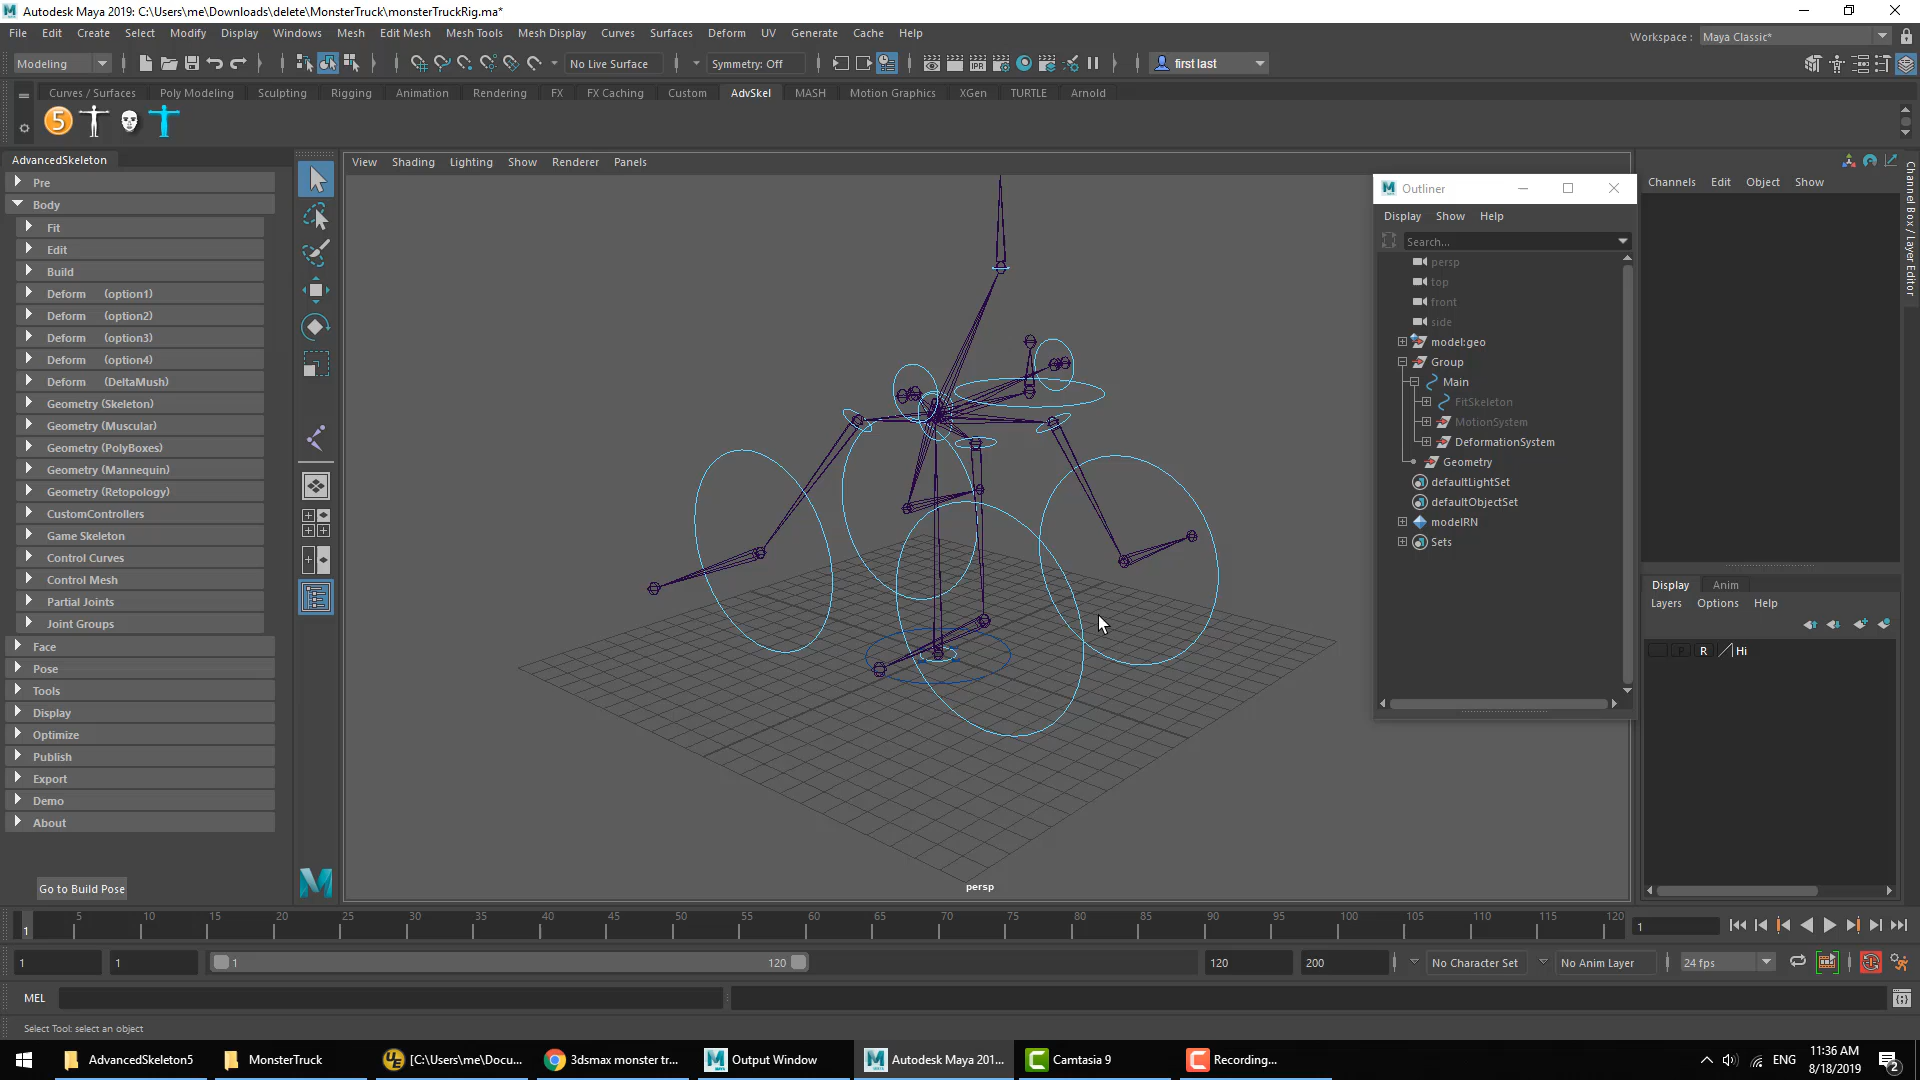 Autodesk Maya 2019: C:\Users\me\Downloads\delete\MonsterTruck\monsterTruckRig.ma*
File Edit Create Select Modify Display Windows Mesh Edit Mesh Mesh Tools Mesh Display Curves Surfaces Deform UV Generate Cache Help
Workspace : Maya Classic*
Modeling No Live Surface Symmetry: Off first last
Curves / Surfaces Poly Modeling Sculpting Rigging Animation Rendering FX FX Caching Custom AdvSkel MASH Motion Graphics XGen TURTLE Arnold
5
AdvancedSkeleton
Pre
Body
Fit
Edit
Build
Deform (option1)
Deform (option2)
Deform (option3)
Deform (option4)
Deform (DeltaMush)
Geometry (Skeleton)
Geometry (Muscular)
Geometry (PolyBoxes)
Geometry (Mannequin)
Geometry (Retopology)
CustomControllers
Game Skeleton
Control Curves
Control Mesh
Partial Joints
Joint Groups
Face
Pose
Tools
Display
Optimize
Publish
Export
Demo
About
Go to Build Pose
View Shading Lighting Show Renderer Panels
persp
Outliner
Display Show Help
Search...
persp
top
front
side
model:geo
Group
Main
FitSkeleton
MotionSystem
DeformationSystem
Geometry
defaultLightSet
defaultObjectSet
modelRN
Sets
Channels Edit Object Show
Channel Box / Layer Editor
Display Anim
Layers Options Help
P R Hi
5 10 15 20 25 30 35 40 45 50 55 60 65 70 75 80 85 90 95 100 105 110 115 120
1
1
1 1 1 120 120 200 No Character Set No Anim Layer 24 fps
MEL
Select Tool: select an object
AdvancedSkeleton5 MonsterTruck [C:\Users\me\Docu... 3dsmax monster tr... Output Window Autodesk Maya 201... Camtasia 9 Recording...
ENG
11:36 AM
8/18/2019
2